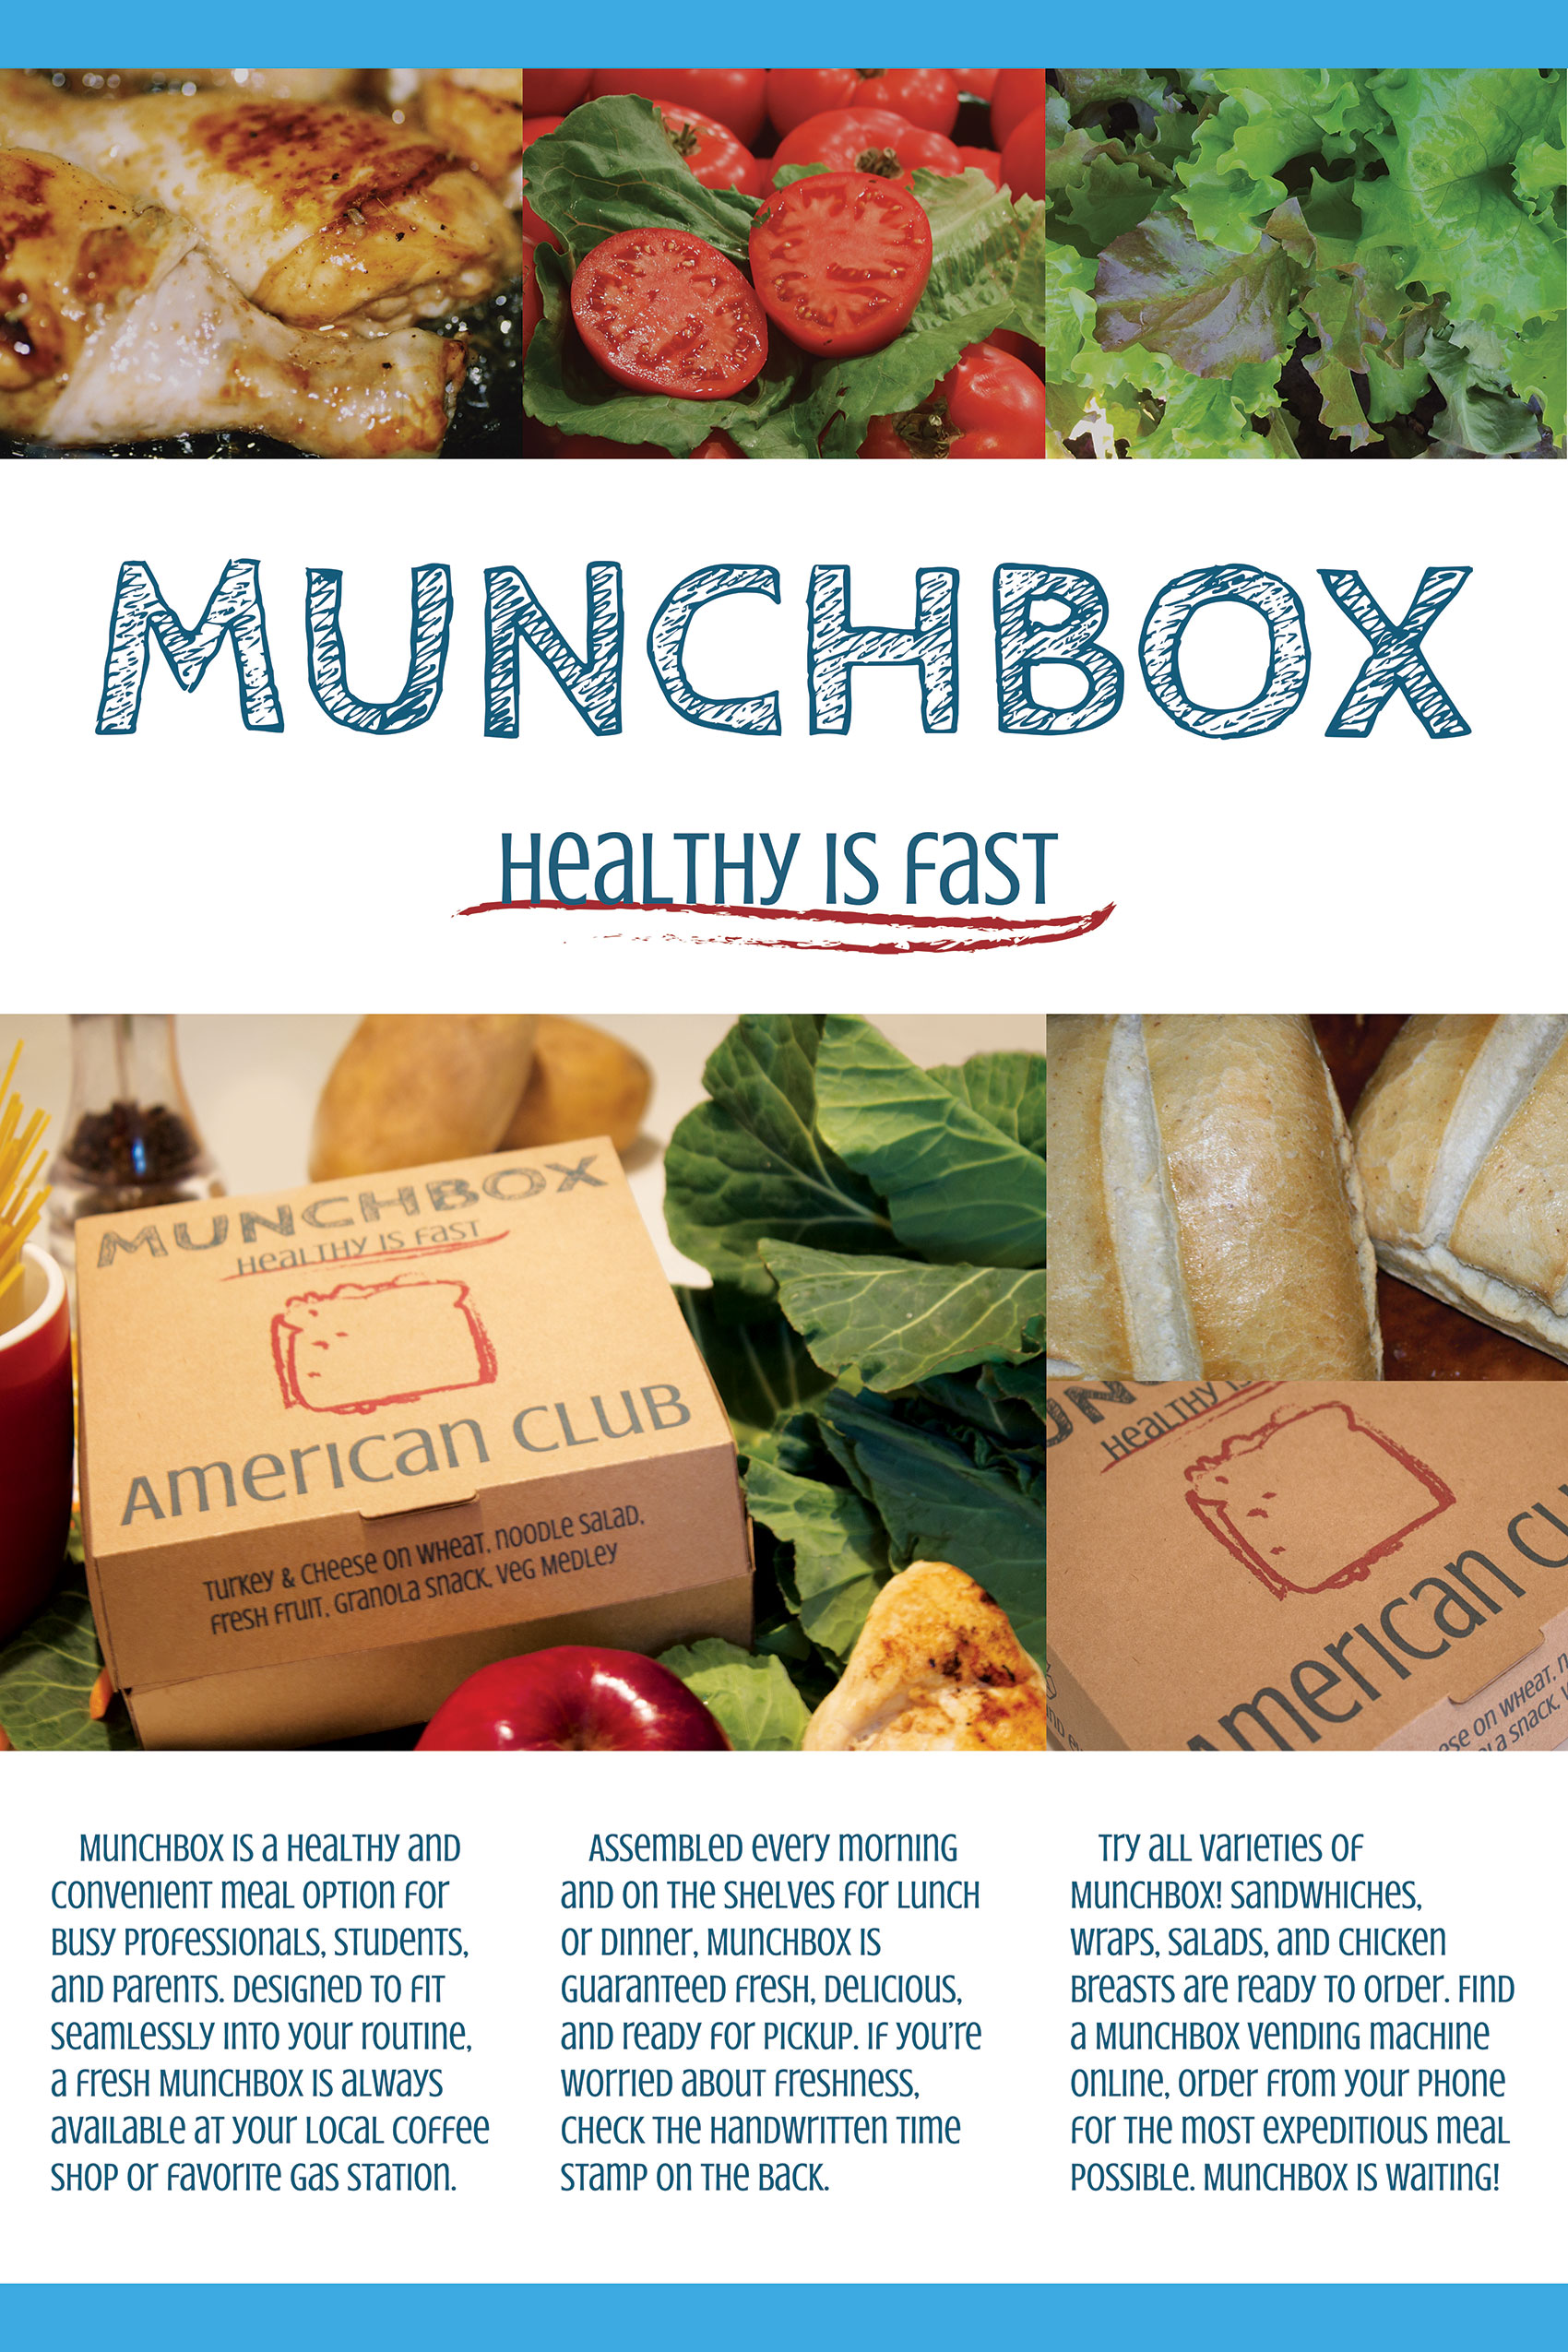 MUNCHBOX
HEALTHY IS FAST
MUNCHBOX
HEALTHY IS FAST
AMERICAN CLUB
TURKEY & CHEESE ON WHEAT, NOODLE SALAD,
FRESH FRUIT, GRANOLA SNACK, VEG MEDLEY
HEALTHY IS
AMERICAN
ON WHEAT,
SNACK,
MUNCHBOX IS A HEALTHY AND
CONVENIENT MEAL OPTION FOR
BUSY PROFESSIONALS, STUDENTS,
AND PARENTS. DESIGNED TO FIT
SEAMLESSLY INTO YOUR ROUTINE,
A FRESH MUNCHBOX IS ALWAYS
AVAILABLE AT YOUR LOCAL COFFEE
SHOP OR FAVORITE GAS STATION.
ASSEMBLED EVERY MORNING
AND ON THE SHELVES FOR LUNCH
OR DINNER, MUNCHBOX IS
GUARANTEED FRESH, DELICIOUS,
AND READY FOR PICKUP. IF YOU'RE
WORRIED ABOUT FRESHNESS,
CHECK THE HANDWRITTEN TIME
STAMP ON THE BACK.
TRY ALL VARIETIES OF
MUNCHBOX! SANDWHICHES,
WRAPS, SALADS, AND CHICKEN
BREASTS ARE READY TO ORDER. FIND
A MUNCHBOX VENDING MACHINE
ONLINE, ORDER FROM YOUR PHONE
FOR THE MOST EXPEDITIOUS MEAL
POSSIBLE. MUNCHBOX IS WAITING!